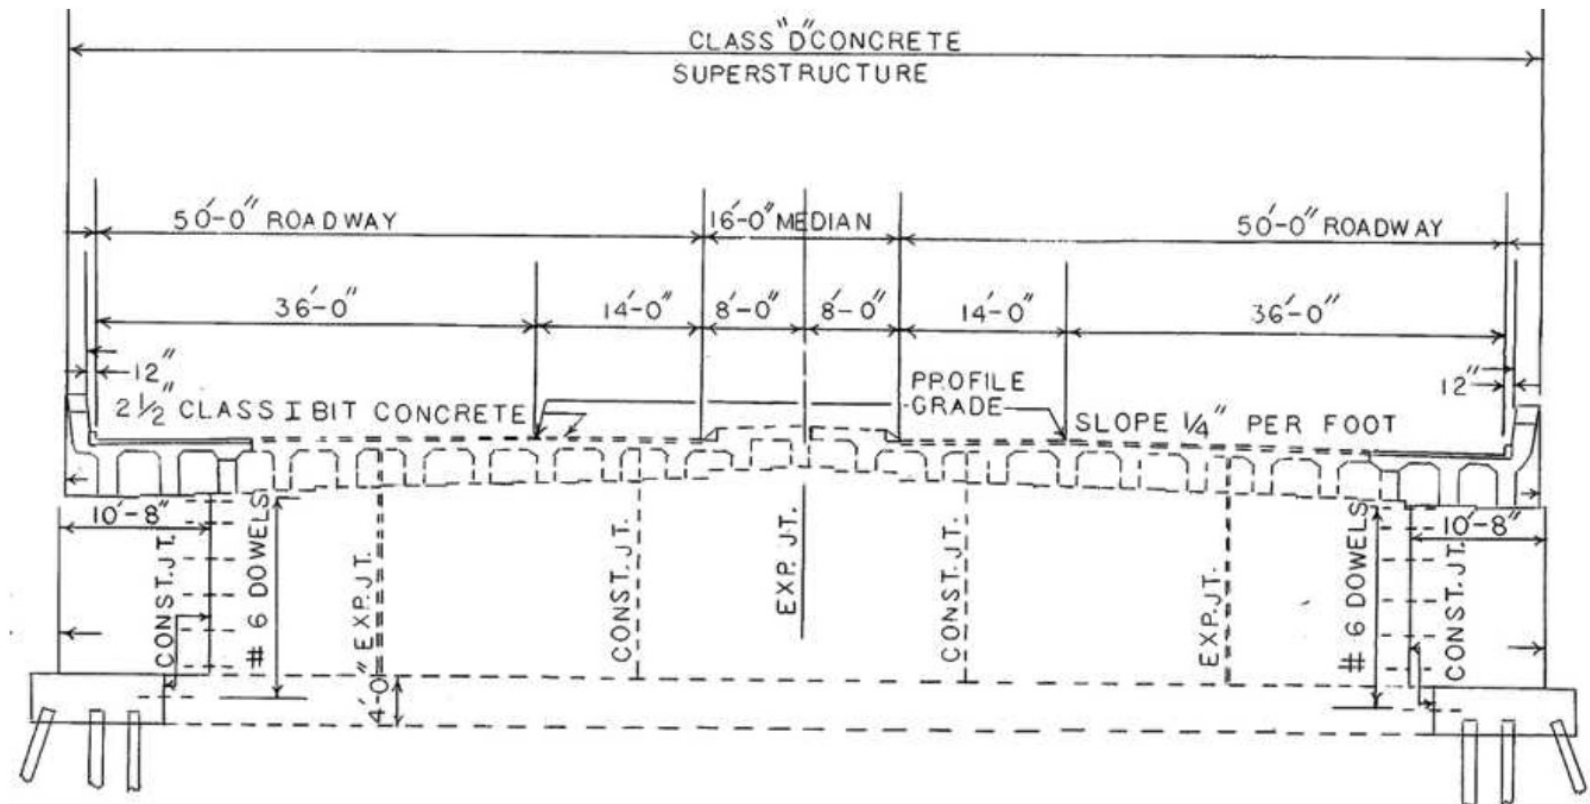 CLASS "D" CONCRETE
SUPERSTRUCTURE
50'-0" ROADWAY
16'-0" MEDIAN
50'-0" ROADWAY
36'-0"
14'-0"
8'-0"
8'-0"
14'-0"
36'-0"
12"
12"
2 1/2" CLASS I BIT CONCRETE
PROFILE
GRADE
SLOPE 1/4" PER FOOT
10'-8"
CONST. JT.
# 6 DOWELS
EXP. JT.
4'-0"
CONST. JT.
EXP. JT.
CONST. JT.
EXP. JT.
# 6 DOWELS
CONST. JT.
10'-8"